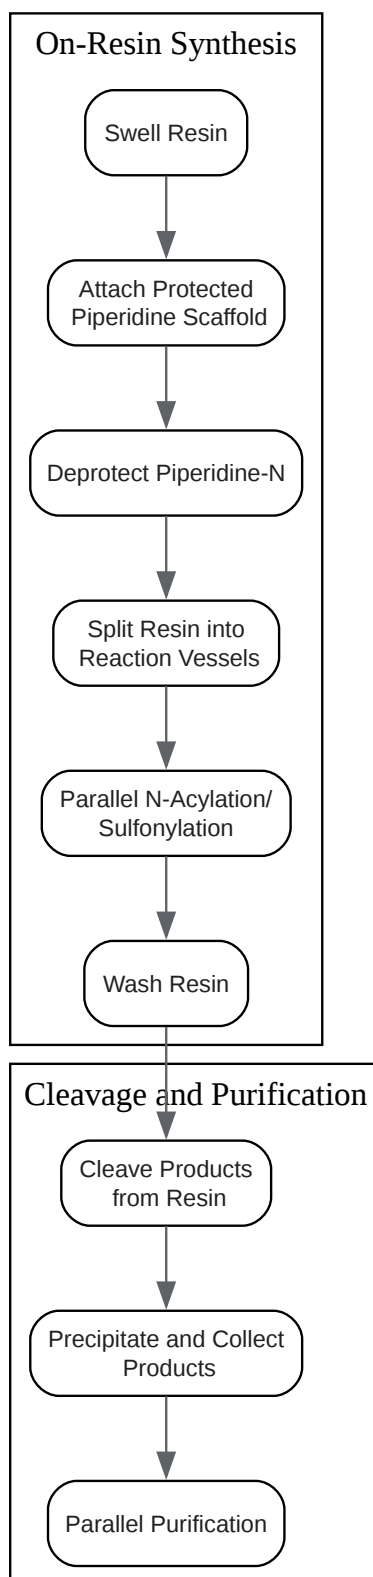 On-Resin Synthesis
Swell Resin
Attach Protected
Piperidine Scaffold
Deprotect Piperidine-N
Split Resin into
Reaction Vessels
Parallel N-Acylation/
Sulfonylation
Wash Resin
Cleavage and Purification
Cleave Products
from Resin
Precipitate and Collect
Products
Parallel Purification